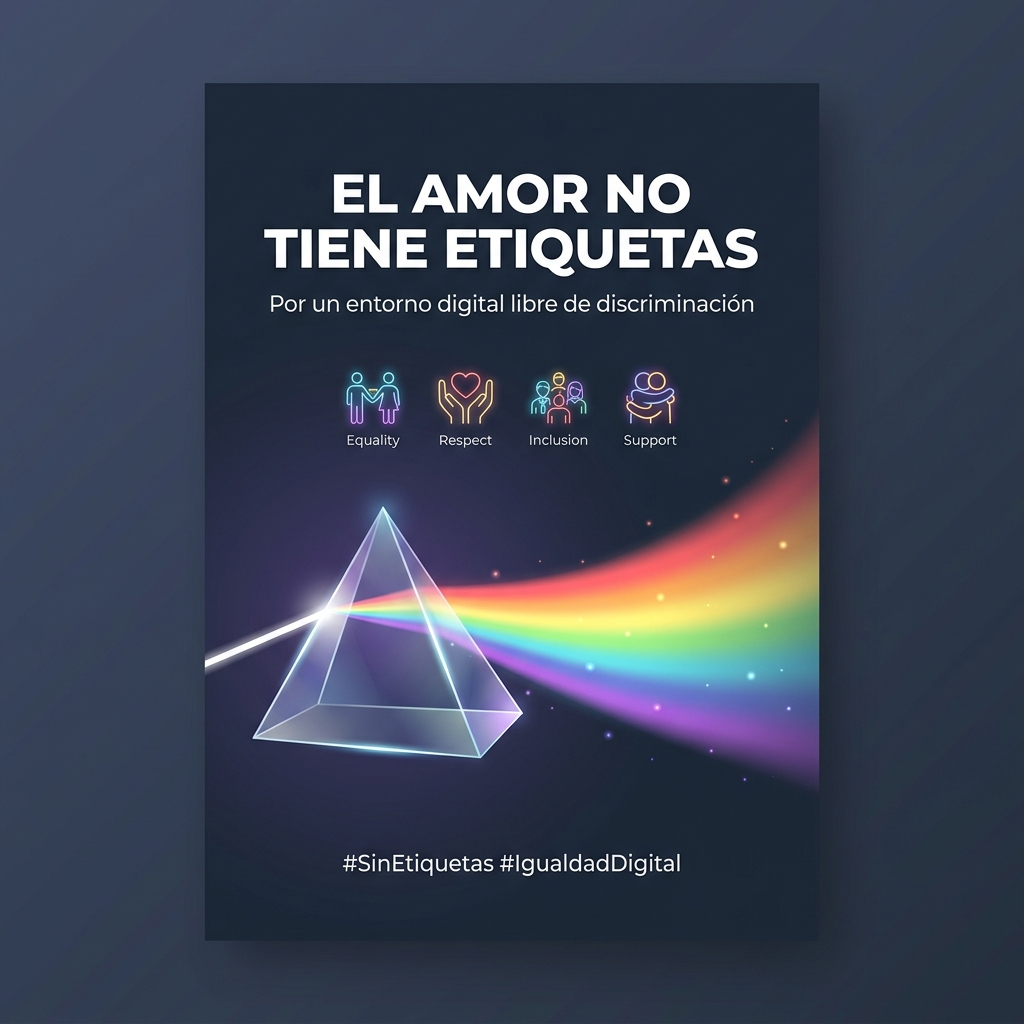 EL AMOR NO
TIENE ETIQUETAS
Por un entorno digital libre de discriminación
Equality Respect Inclusion Support
#SinEtiquetas #IgualdadDigital